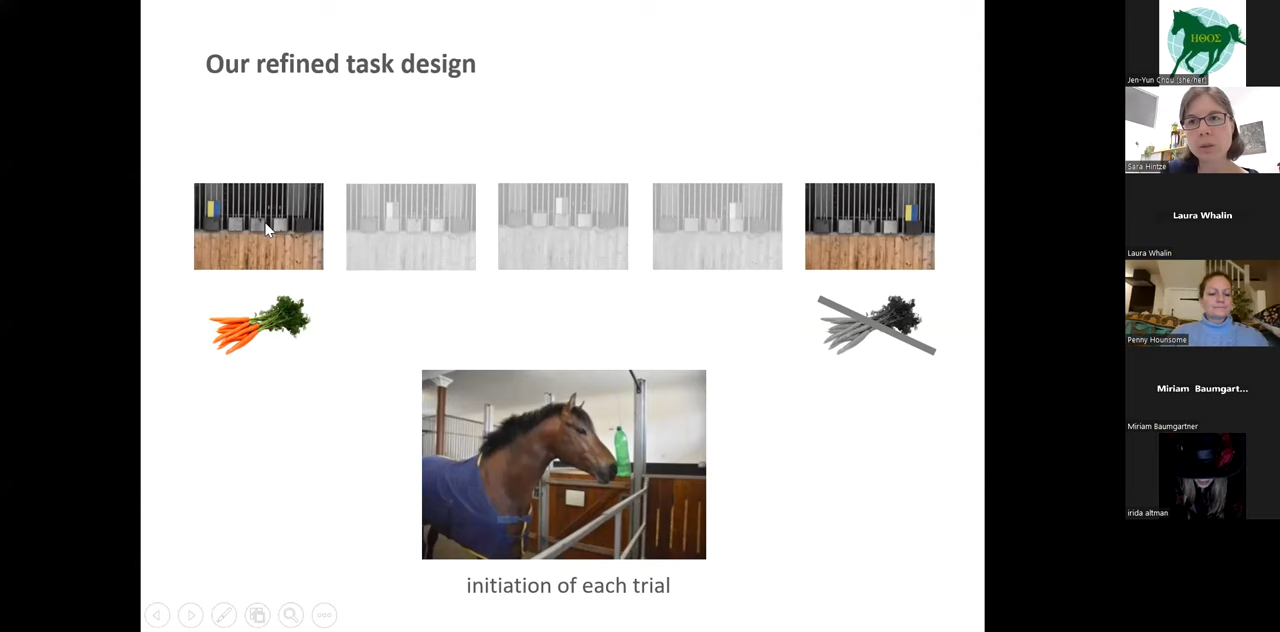 Our refined task design
initiation of each trial
ΗΘΟΣ
Jen-Yun Chou (she/her)
Sara Hintze
Laura Whalin
Laura Whalin
Penny Hounsome
Miriam Baumgart...
Miriam Baumgartner
irida altman